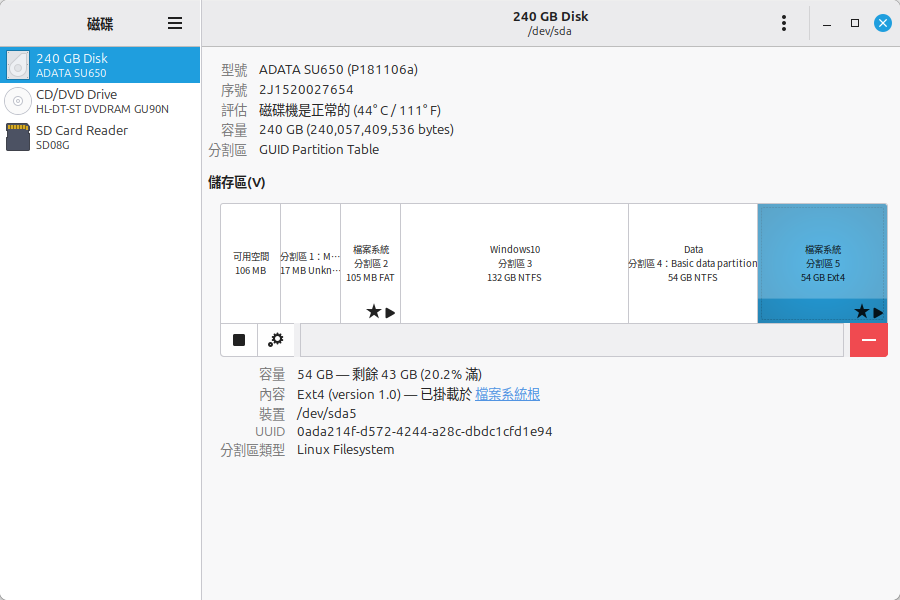 磁碟
240 GB Disk
/dev/sda
240 GB Disk
ADATA SU650
CD/DVD Drive
HL-DT-ST DVDRAM GU90N
SD Card Reader
SD08G
型號 ADATA SU650 (P181106a)
序號 2J1520027654
評估 磁碟機是正常的 (44° C / 111° F)
容量 240 GB (240,057,409,536 bytes)
分割區 GUID Partition Table
儲存區(V)
可用空間
106 MB
分割區 1：M…
17 MB Unkn…
檔案系統
分割區 2
105 MB FAT
Windows10
分割區 3
132 GB NTFS
Data
分割區 4：Basic data partition
54 GB NTFS
檔案系統
分割區 5
54 GB Ext4
容量 54 GB — 剩餘 43 GB (20.2% 滿)
內容 Ext4 (version 1.0) — 已掛載於 檔案系統根
裝置 /dev/sda5
UUID 0ada214f-d572-4244-a28c-dbdc1cfd1e94
分割區類型 Linux Filesystem